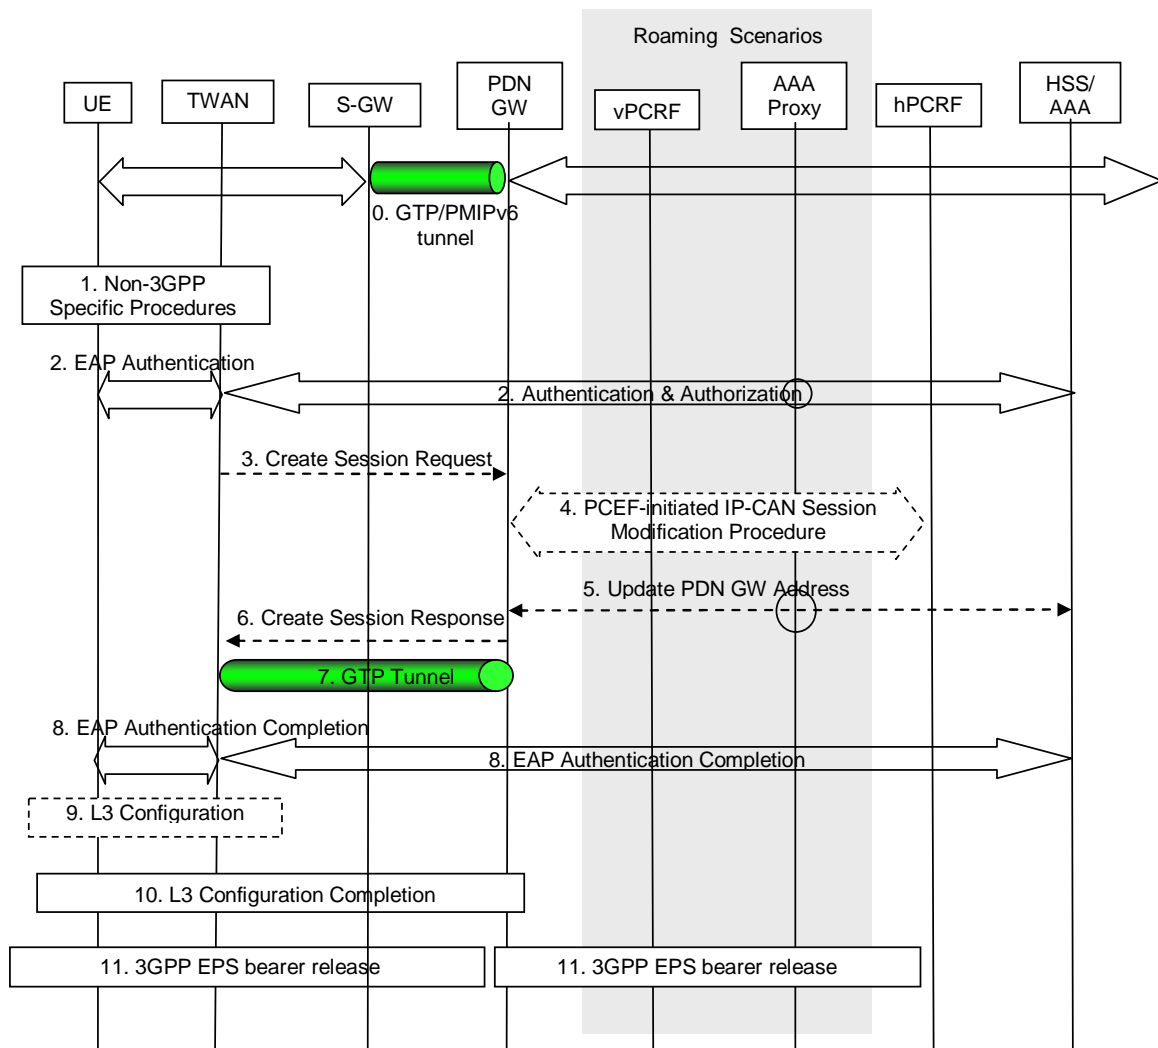 Roaming Scenarios
UE
TWAN
S-GW
PDN
GW
vPCRF
AAA
Proxy
hPCRF
HSS/
AAA
0. GTP/PMIPv6
tunnel
1. Non-3GPP
Specific Procedures
2. EAP Authentication
2. Authentication & Authorization
3. Create Session Request
4. PCEF-initiated IP-CAN Session
Modification Procedure
5. Update PDN GW Address
6. Create Session Response
7. GTP Tunnel
8. EAP Authentication Completion
8. EAP Authentication Completion
9. L3 Configuration
10. L3 Configuration Completion
11. 3GPP EPS bearer release
11. 3GPP EPS bearer release